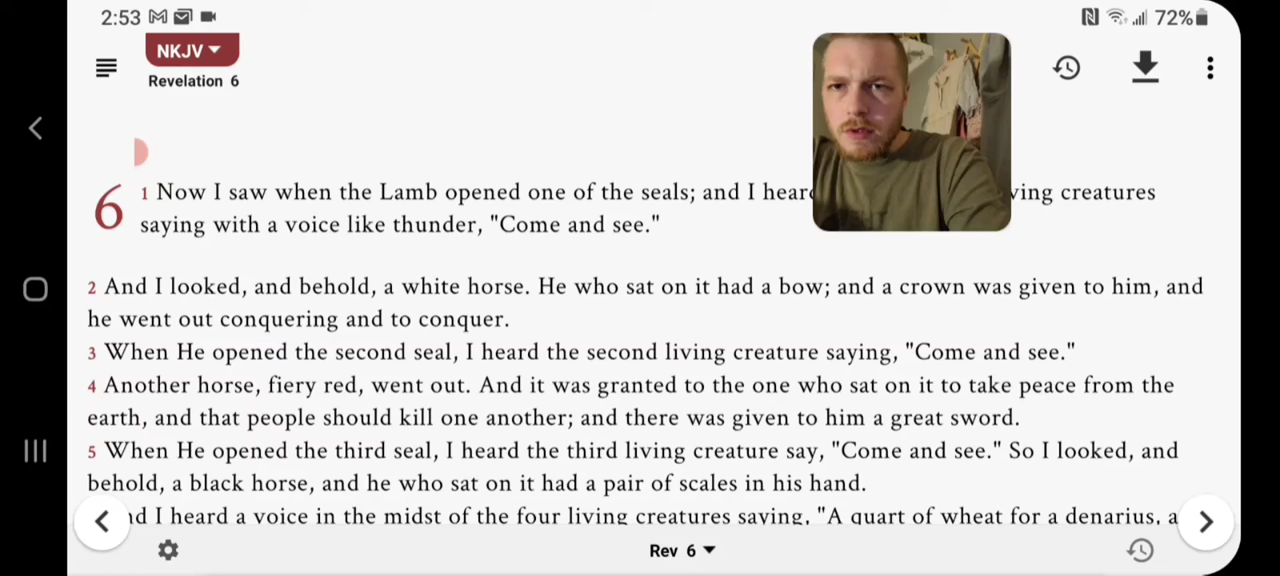 2:53
72%
NKJV
Revelation 6
6 1 Now I saw when the Lamb opened one of the seals; and I hear ving creatures
saying with a voice like thunder, "Come and see."
2 And I looked, and behold, a white horse. He who sat on it had a bow; and a crown was given to him, and
he went out conquering and to conquer.
3 When He opened the second seal, I heard the second living creature saying, "Come and see."
4 Another horse, fiery red, went out. And it was granted to the one who sat on it to take peace from the
earth, and that people should kill one another; and there was given to him a great sword.
5 When He opened the third seal, I heard the third living creature say, "Come and see." So I looked, and
behold, a black horse, and he who sat on it had a pair of scales in his hand.
nd I heard a voice in the midst of the four living creatures saying, "A quart of wheat for a denarius, a
Rev 6